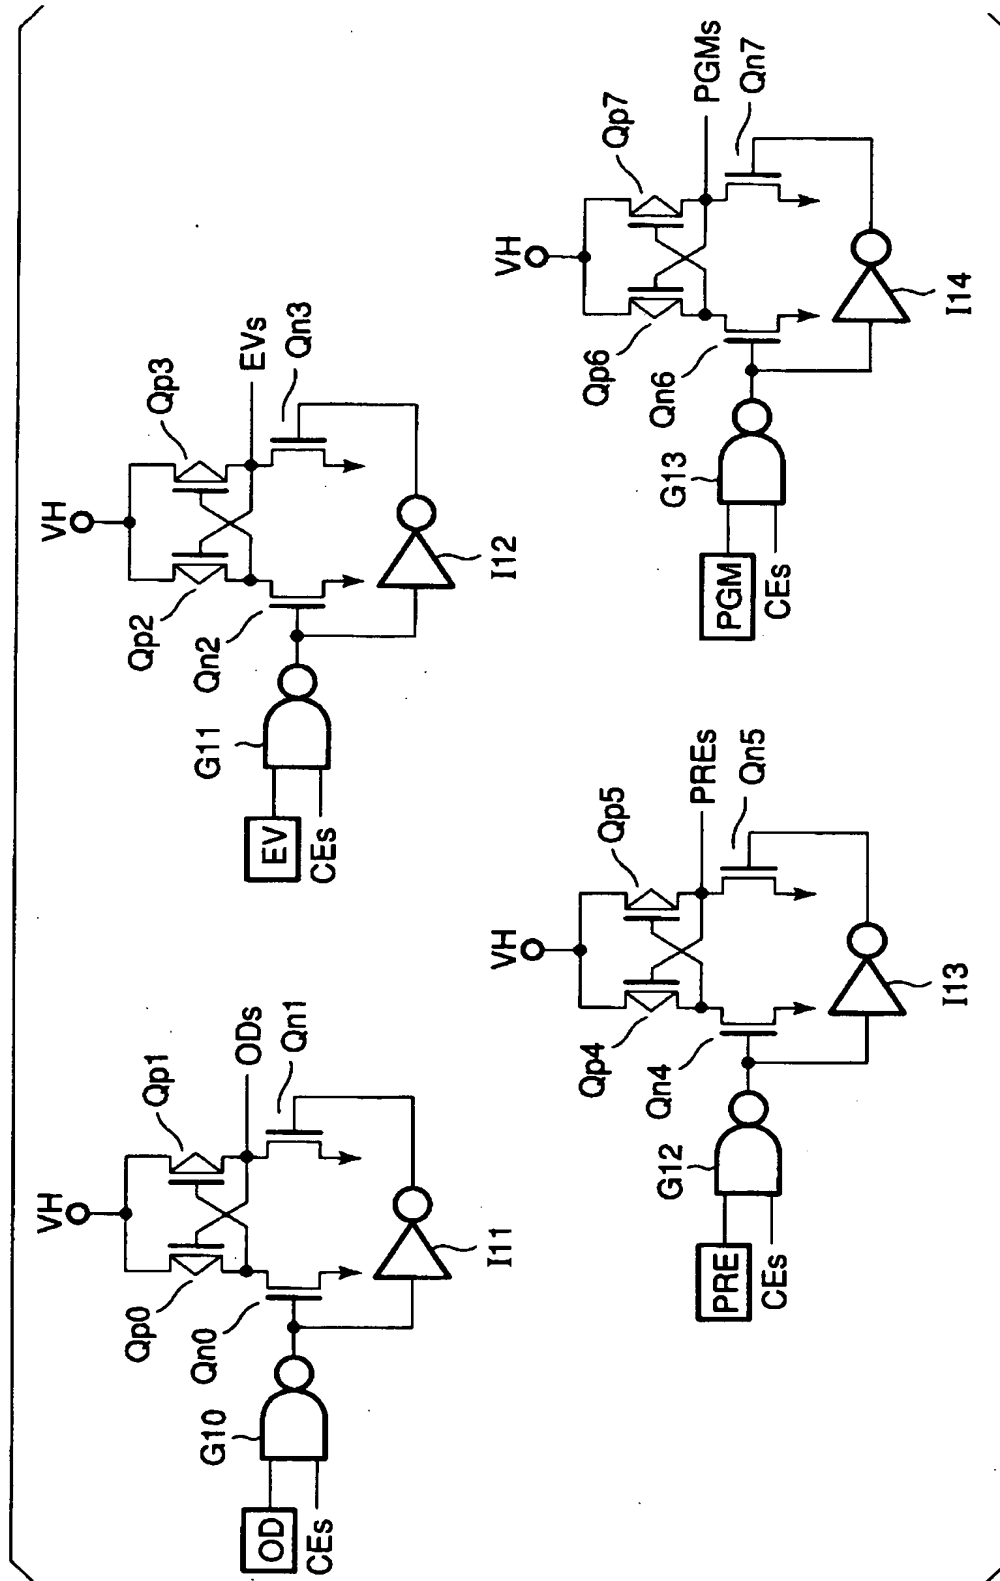 VH
Qp0
Qp1
ODs
Qn0
Qn1
G10
OD
CEs
I11
VH
Qp2
Qp3
EVs
Qn2
Qn3
G11
EV
CEs
I12
VH
Qp4
Qp5
PREs
Qn4
Qn5
G12
PRE
CEs
I13
VH
Qp6
Qp7
PGMs
Qn6
Qn7
G13
PGM
CEs
I14